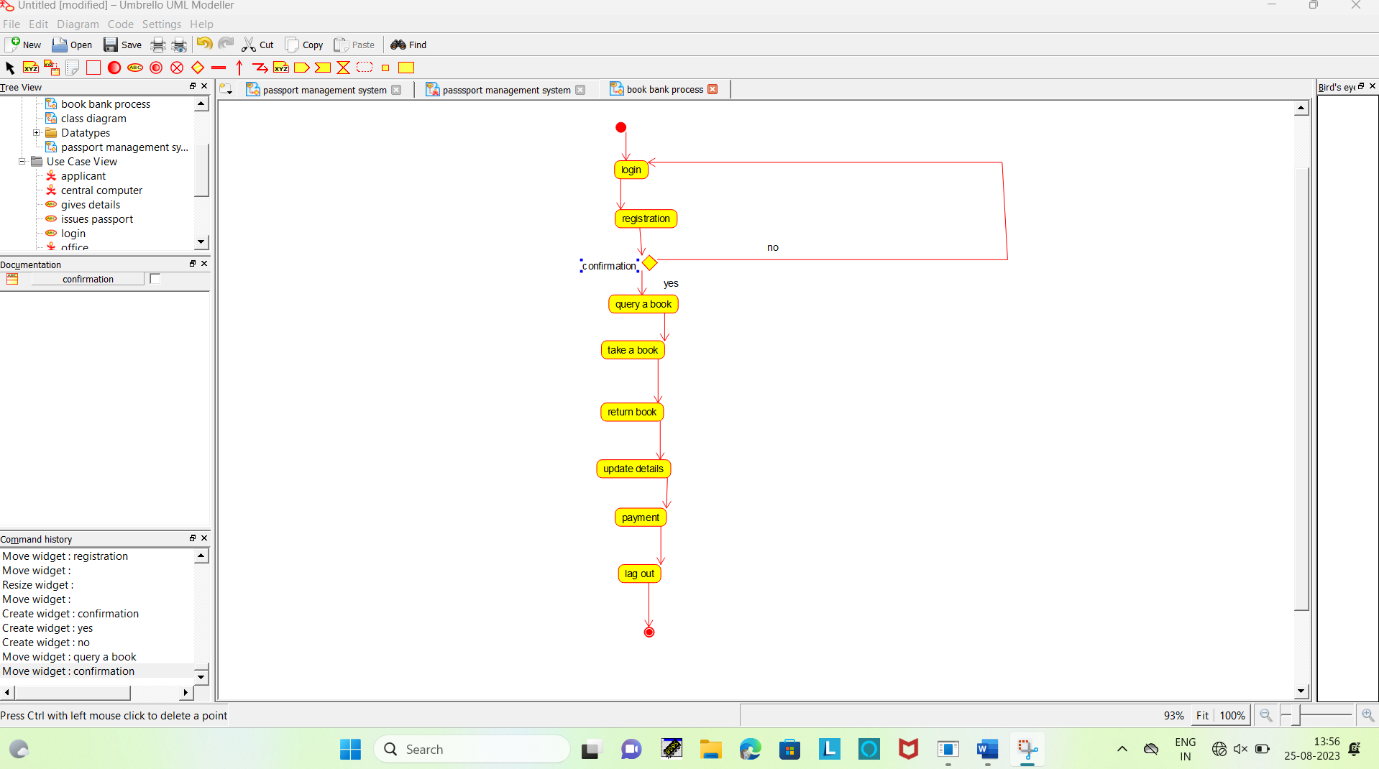 Untitled [modified] – Umbrello UML Modeller
File Edit Diagram Code Settings Help
New Open Save Cut Copy Paste Find
Tree View
book bank process
class diagram
Datatypes
passport management sy...
Use Case View
applicant
central computer
gives details
issues passport
login
office
Documentation
confirmation
Command history
Move widget : registration
Move widget :
Resize widget :
Move widget :
Create widget : confirmation
Create widget : yes
Create widget : no
Move widget : query a book
Move widget : confirmation
passport management system
passsport management system
book bank process
login
registration
no
confirmation
yes
query a book
take a book
return book
update details
payment
lag out
Bird's eye
Press Ctrl with left mouse click to delete a point
93% Fit 100%
Search
ENG
IN
13:56
25-08-2023